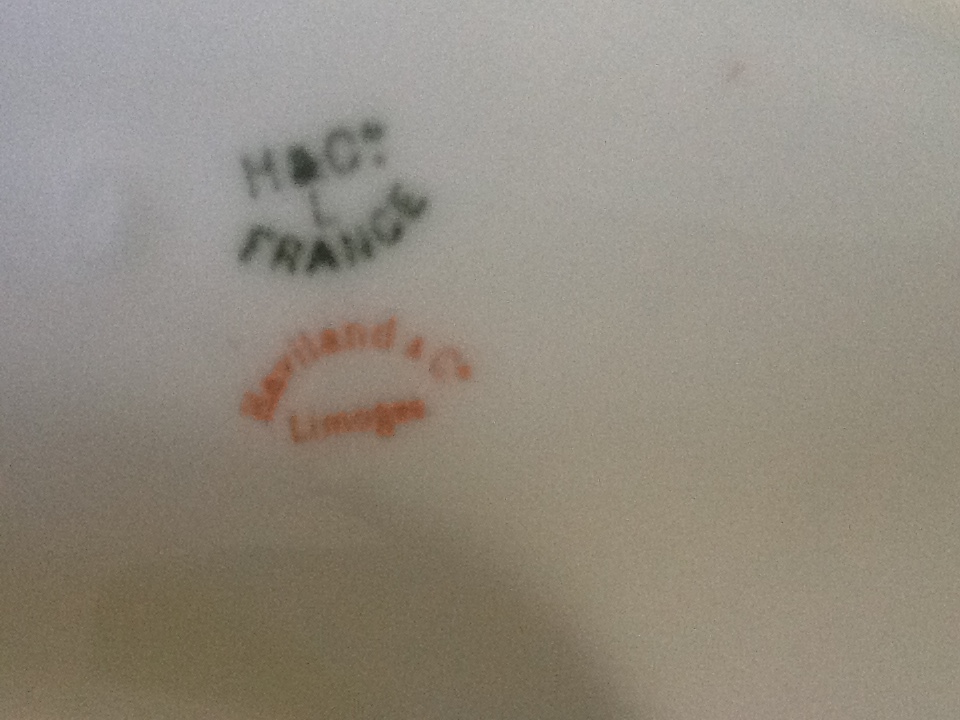 H&Co
L
FRANCE
Haviland & Co
Limoges